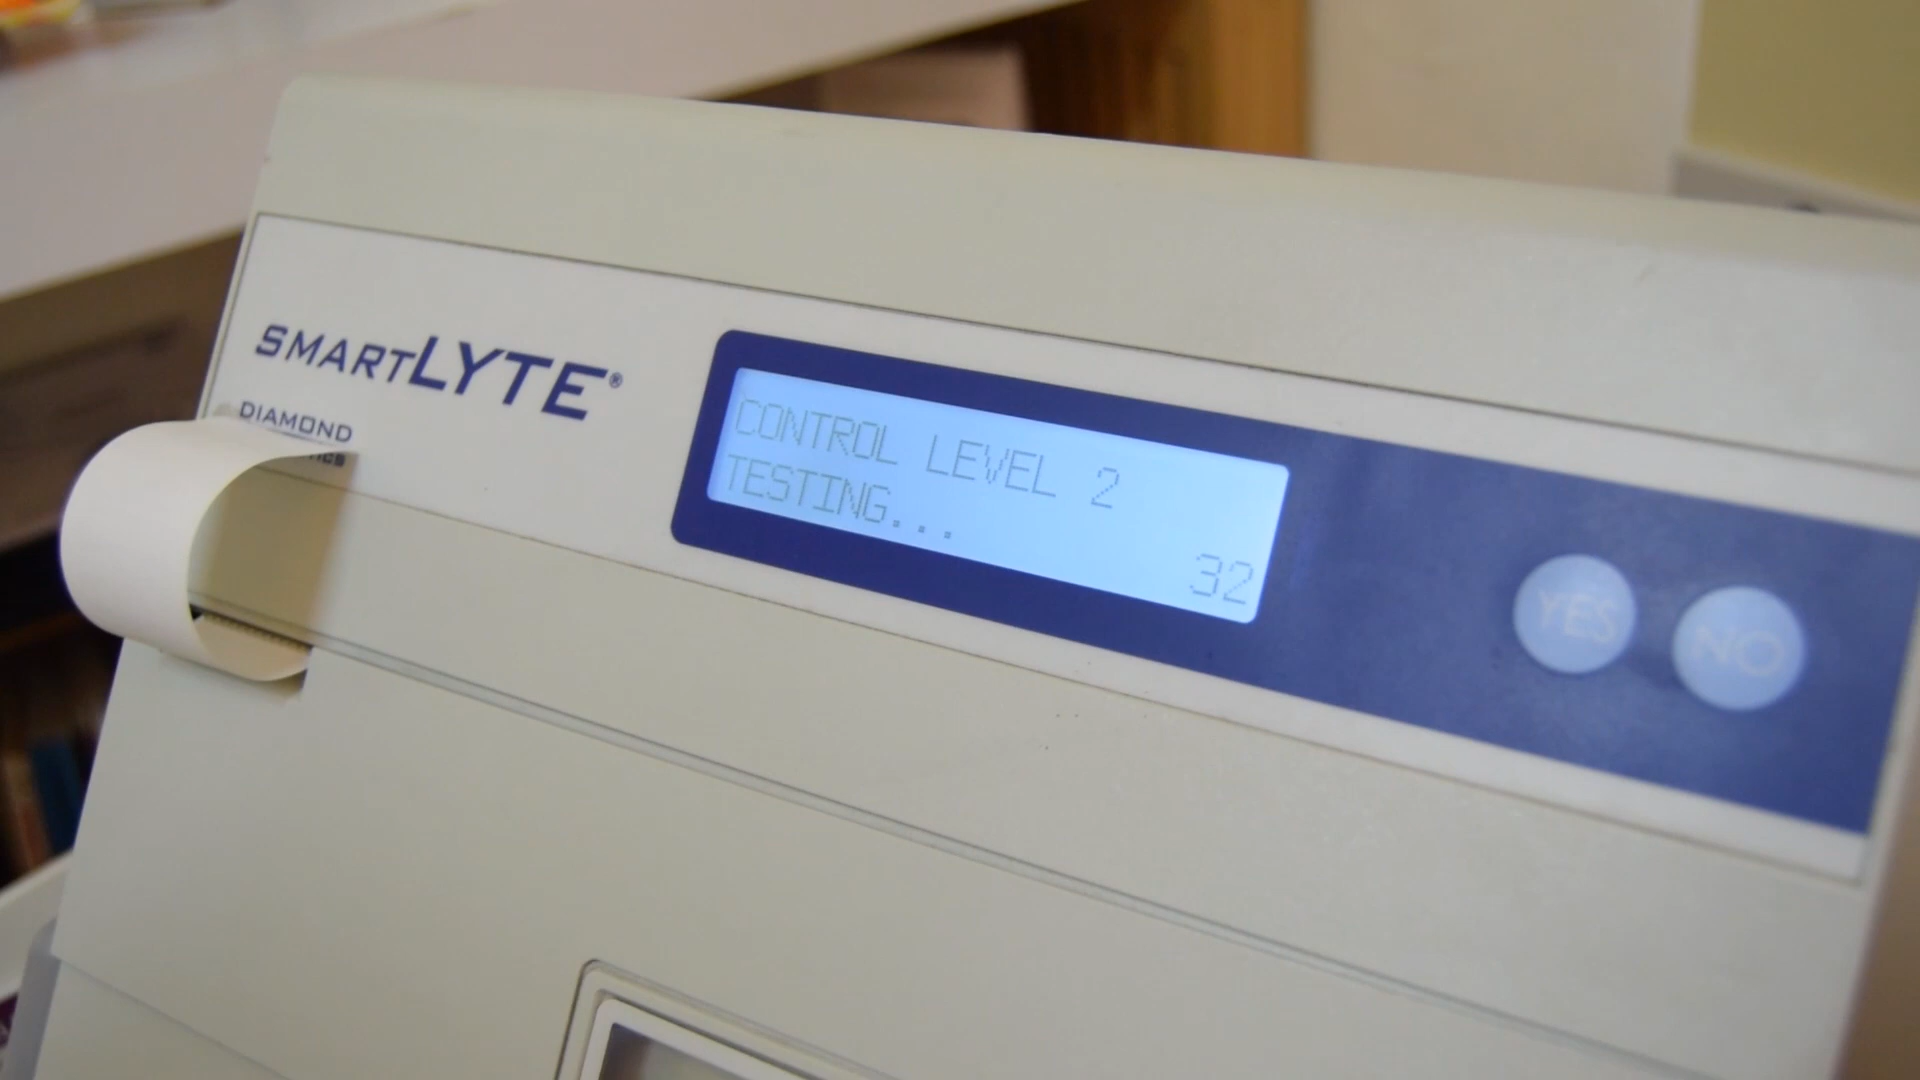 SMARTLYTE®
DIAMOND
CONTROL LEVEL 2
TESTING...
32
YES
NO